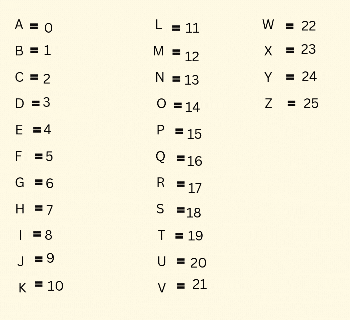 A = 0
B = 1
C = 2
D = 3
E = 4
F = 5
G = 6
H = 7
I = 8
J = 9
K = 10
L = 11
M = 12
N = 13
O = 14
P = 15
Q = 16
R = 17
S = 18
T = 19
U = 20
V = 21
W = 22
X = 23
Y = 24
Z = 25